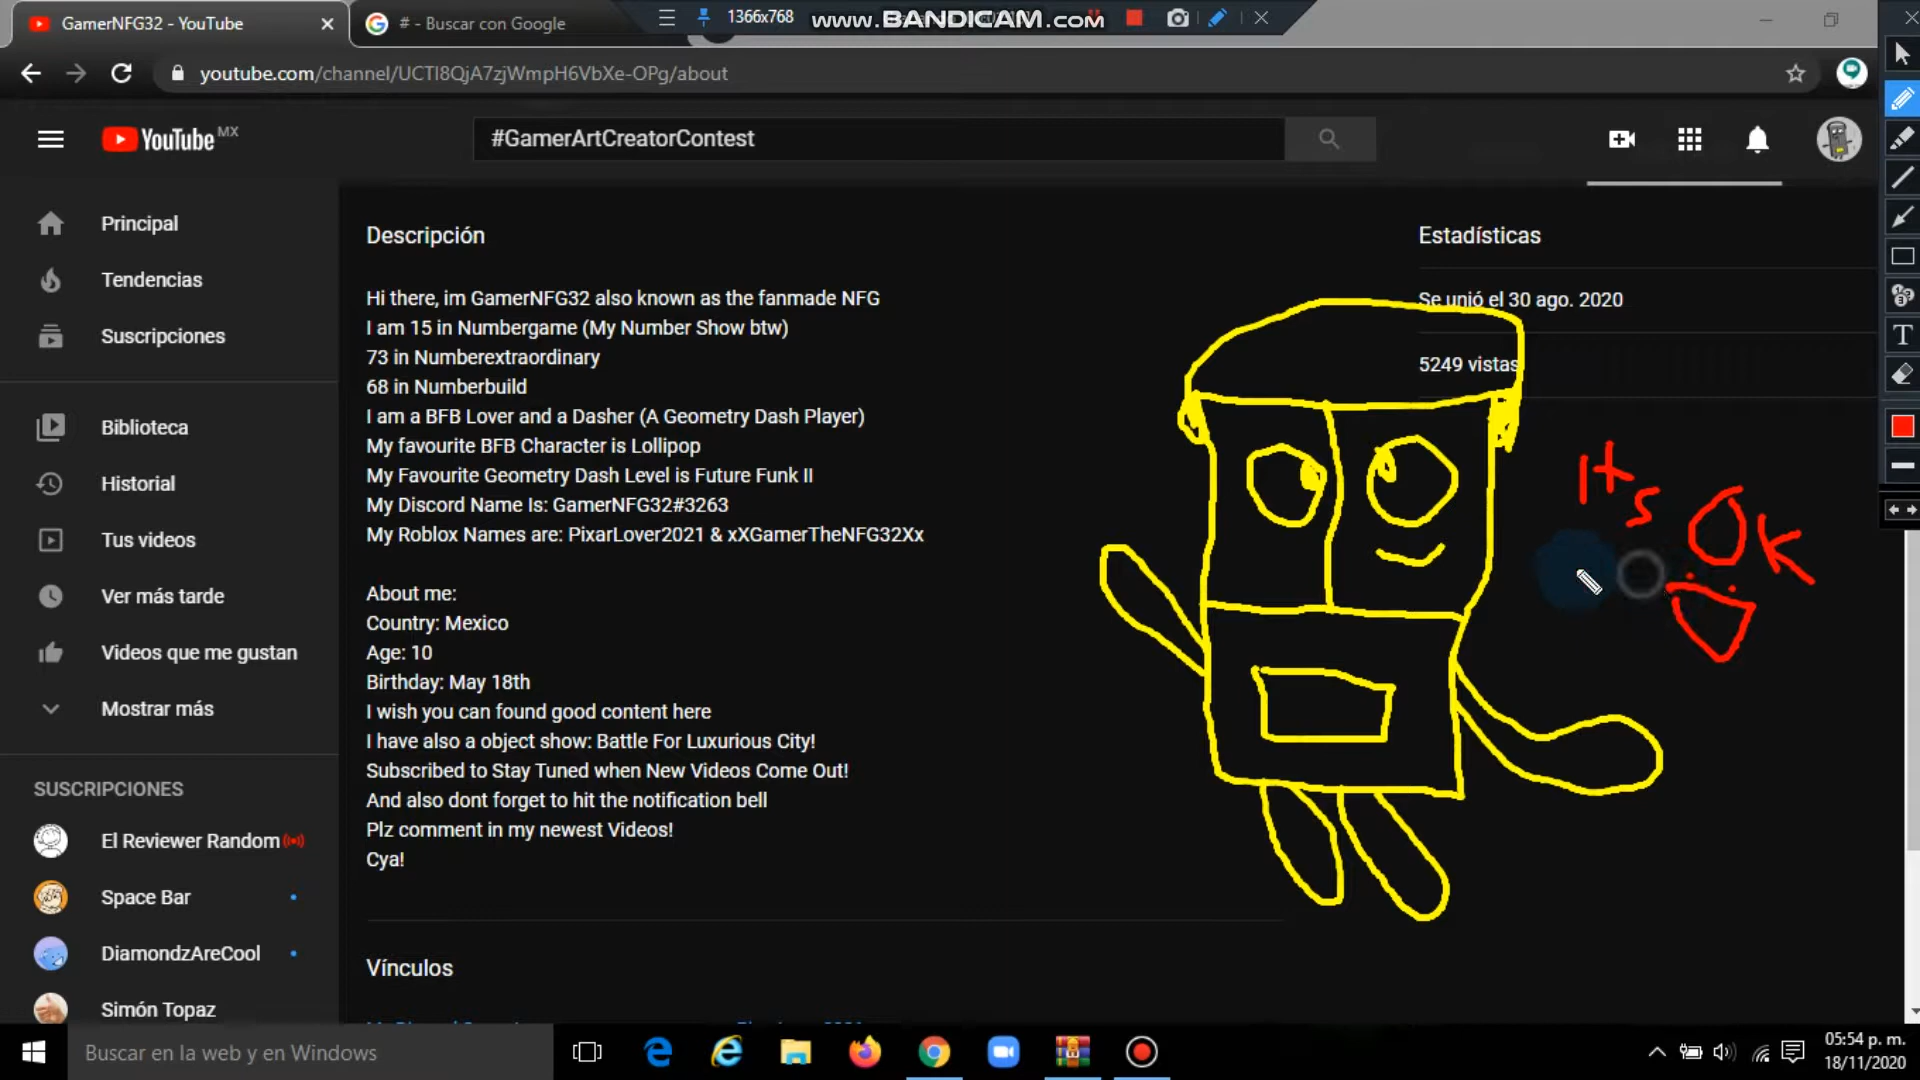 GamerNFG32 - YouTube
# - Buscar con Google
1366x768
www.BANDICAM.com
youtube.com/channel/UCTl8QjA7zjWmpH6VbXe-OPg/about
YouTube MX
#GamerArtCreatorContest
Principal
Tendencias
Suscripciones
Biblioteca
Historial
Tus videos
Ver más tarde
Videos que me gustan
Mostrar más
SUSCRIPCIONES
El Reviewer Random
Space Bar
DiamondzAreCool
Simón Topaz
Descripción
Hi there, im GamerNFG32 also known as the fanmade NFG
I am 15 in Numbergame (My Number Show btw)
73 in Numberextraordinary
68 in Numberbuild
I am a BFB Lover and a Dasher (A Geometry Dash Player)
My favourite BFB Character is Lollipop
My Favourite Geometry Dash Level is Future Funk II
My Discord Name Is: GamerNFG32#3263
My Roblox Names are: PixarLover2021 & xXGamerTheNFG32Xx
About me:
Country: Mexico
Age: 10
Birthday: May 18th
I wish you can found good content here
I have also a object show: Battle For Luxurious City!
Subscribed to Stay Tuned when New Videos Come Out!
And also dont forget to hit the notification bell
Plz comment in my newest Videos!
Cya!
Vínculos
Estadísticas
Se unió el 30 ago. 2020
5249 vistas
Its
OK
Buscar en la web y en Windows
05:54 p. m.
18/11/2020